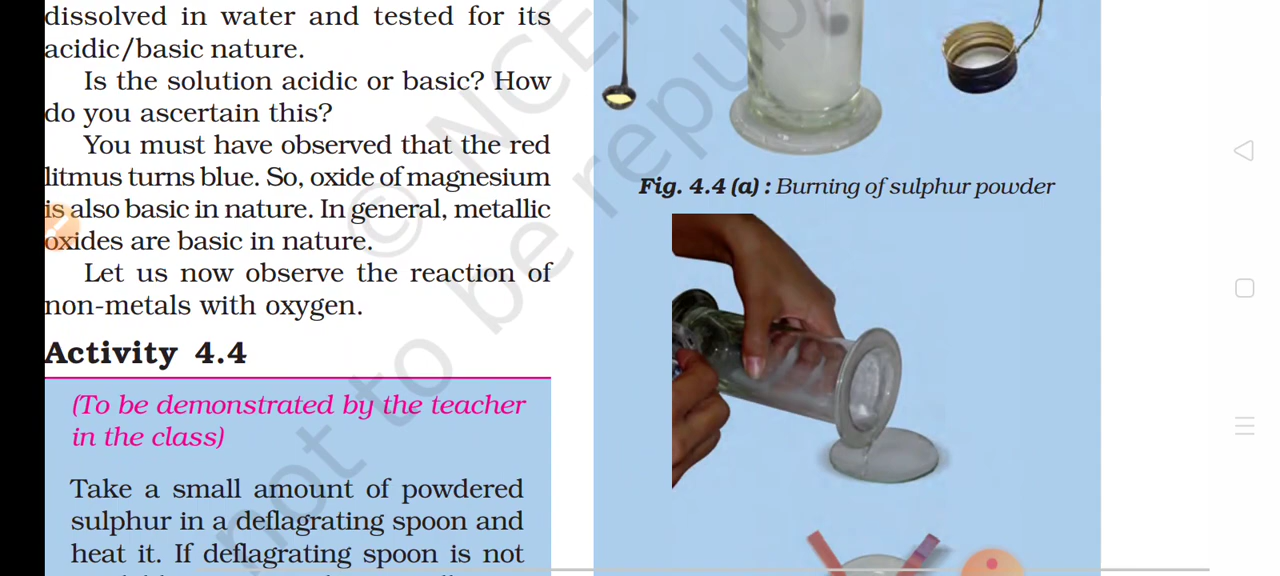 dissolved in water and tested for its
acidic/basic nature.
Is the solution acidic or basic? How
do you ascertain this?
You must have observed that the red
litmus turns blue. So, oxide of magnesium
is also basic in nature. In general, metallic
oxides are basic in nature.
Let us now observe the reaction of
non-metals with oxygen.
Activity 4.4
(To be demonstrated by the teacher
in the class)
Take a small amount of powdered
sulphur in a deflagrating spoon and
heat it. If deflagrating spoon is not
Fig. 4.4 (a) : Burning of sulphur powder
© NCE
not to be repub